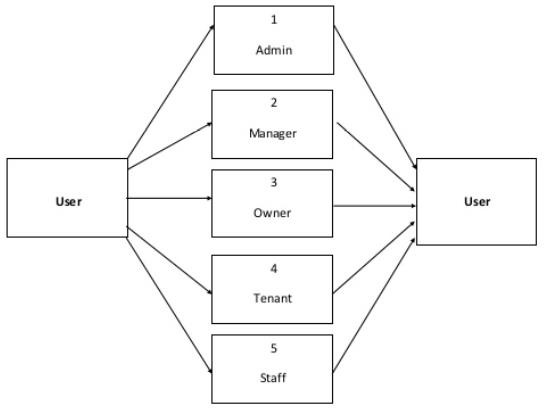 1
Admin
2
Manager
3
Owner
User
User
4
Tenant
5
Staff